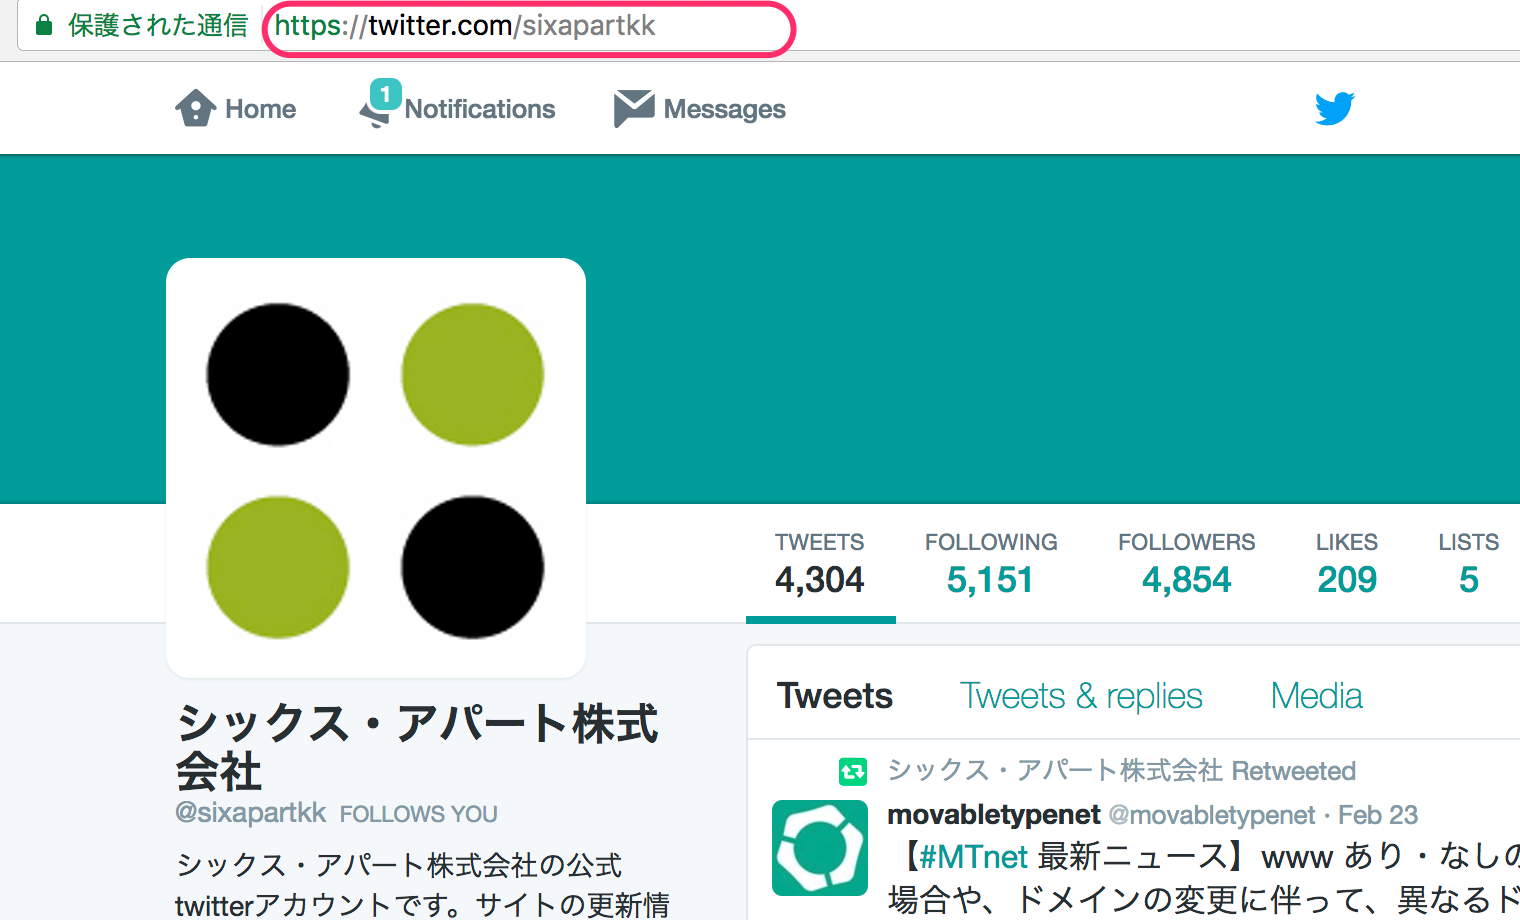 保護された通信 https://twitter.com/sixapartkk
Home 1 Notifications Messages
TWEETS FOLLOWING FOLLOWERS LIKES LISTS
4,304 5,151 4,854 209 5
シックス・アパート株式
会社
@sixapartkk FOLLOWS YOU
シックス・アパート株式会社の公式
twitterアカウントです。サイトの更新情
Tweets Tweets & replies Media
シックス・アパート株式会社 Retweeted
movabletypenet @movabletypenet · Feb 23
【#MTnet 最新ニュース】www あり・なしの
場合や、ドメインの変更に伴って、異なるド